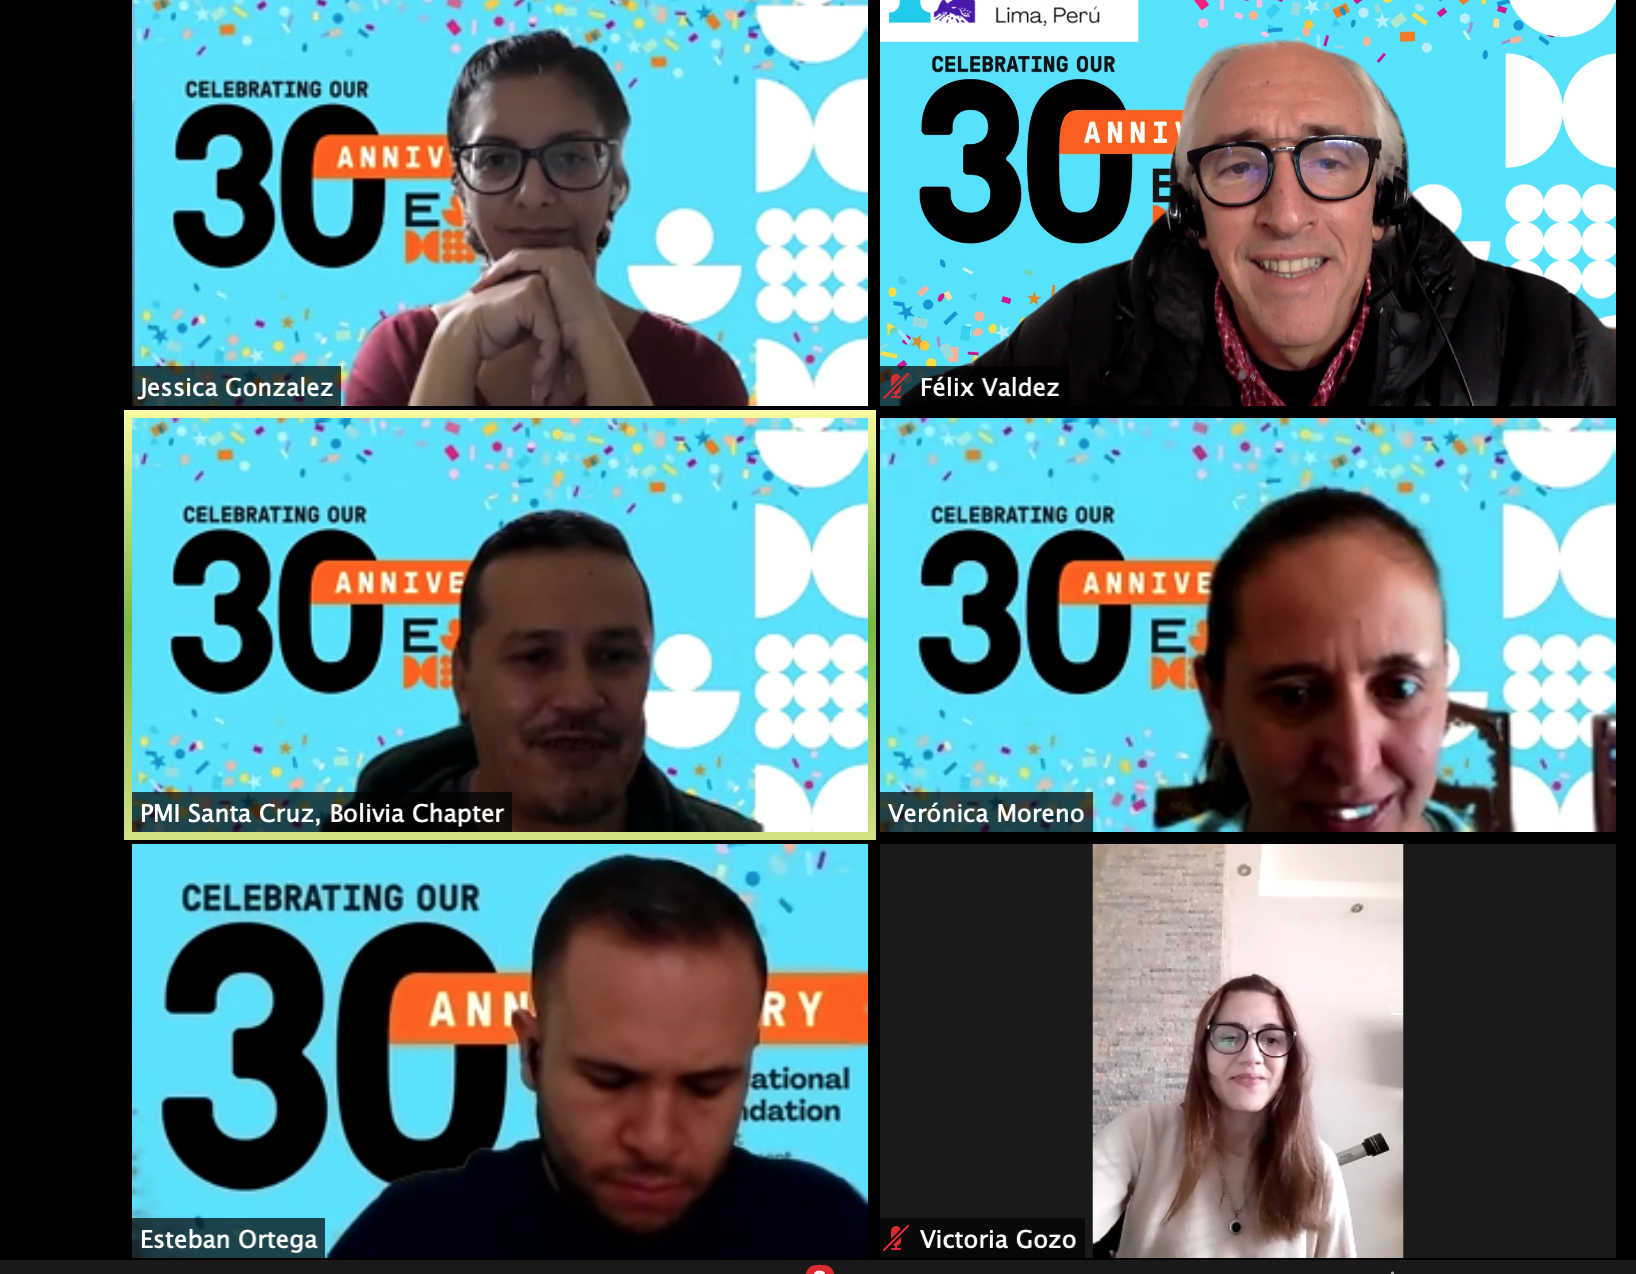 CELEBRATING OUR
30
ANNIV
E
Jessica Gonzalez
Lima, Perú
CELEBRATING OUR
30
ANNIV
E
Félix Valdez
CELEBRATING OUR
30
ANNIVE
E
PMI Santa Cruz, Bolivia Chapter
CELEBRATING OUR
30
ANNIVE
E
Verónica Moreno
CELEBRATING OUR
30
ANN RY
ational
ndation
Esteban Ortega
Victoria Gozo